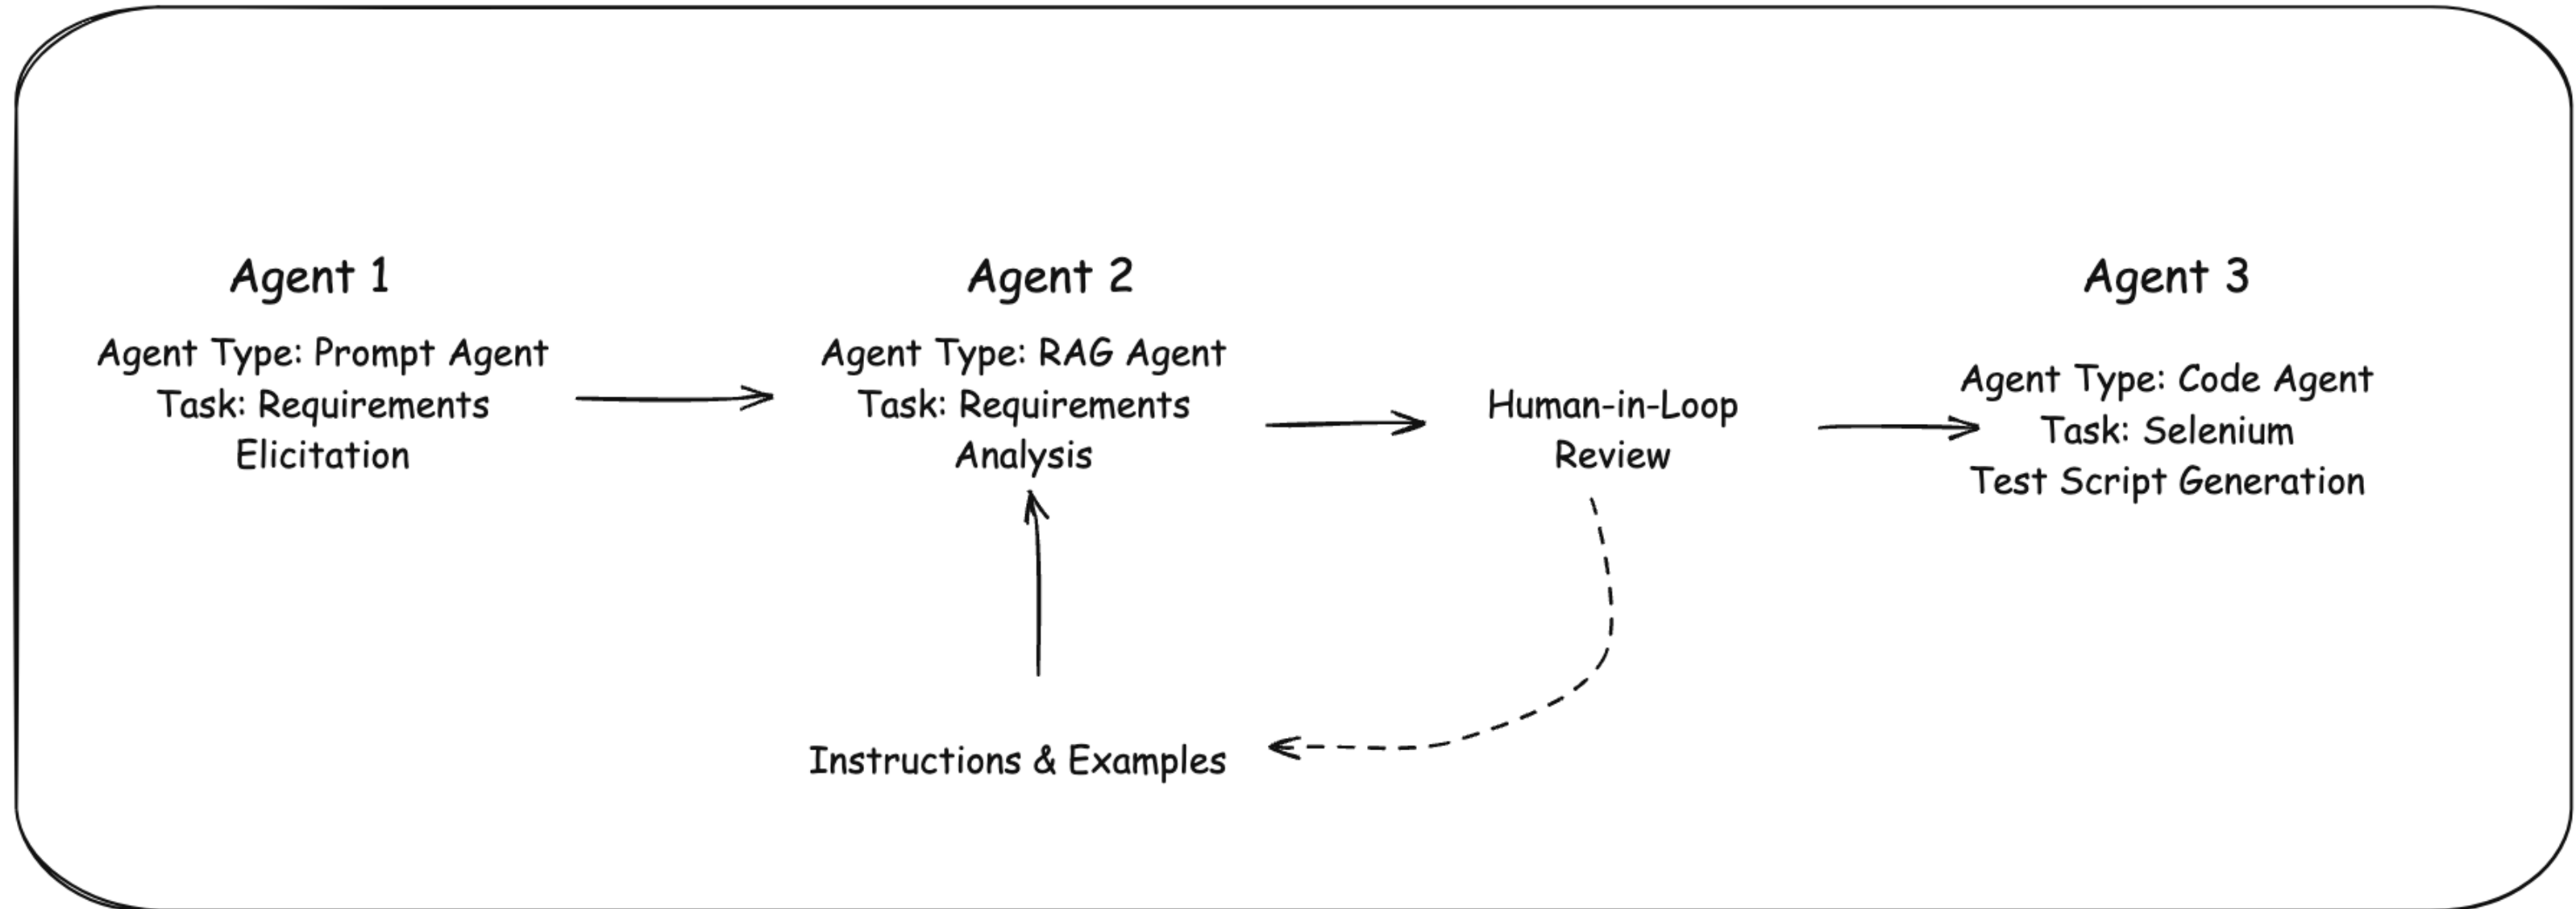 Agent 1
Agent Type: Prompt Agent
Task: Requirements
Elicitation
Agent 2
Agent Type: RAG Agent
Task: Requirements
Analysis
Human-in-Loop
Review
Agent 3
Agent Type: Code Agent
Task: Selenium
Test Script Generation
Instructions & Examples